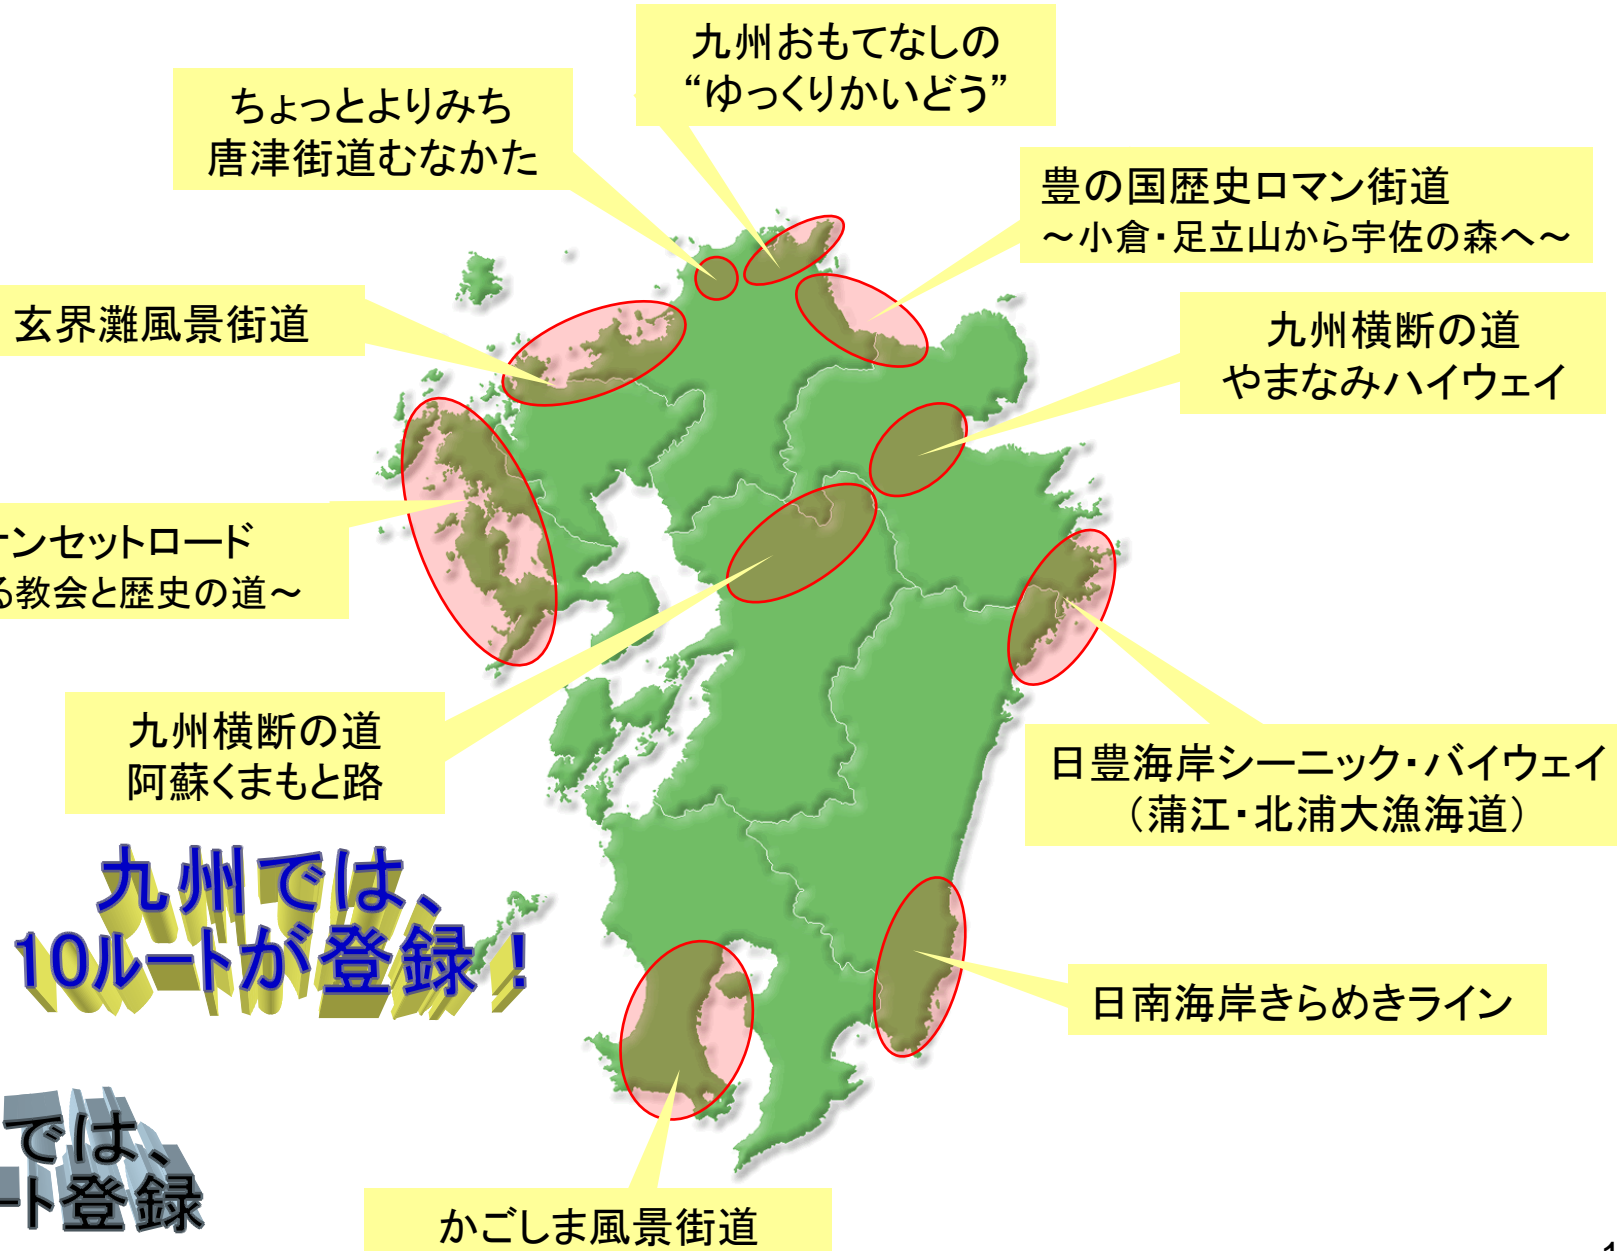 九州おもてなしの
“ゆっくりかいどう”
ちょっとよりみち
唐津街道むなかた
豊の国歴史ロマン街道
～小倉・足立山から宇佐の森へ～
玄界灘風景街道
九州横断の道
やまなみハイウェイ
サンセットロード
る教会と歴史の道～
九州横断の道
阿蘇くまもと路
日豊海岸シーニック・バイウェイ
（蒲江・北浦大漁海道）
九州では、
10ルートが登録！
日南海岸きらめきライン
では、
ート登録
かごしま風景街道
1